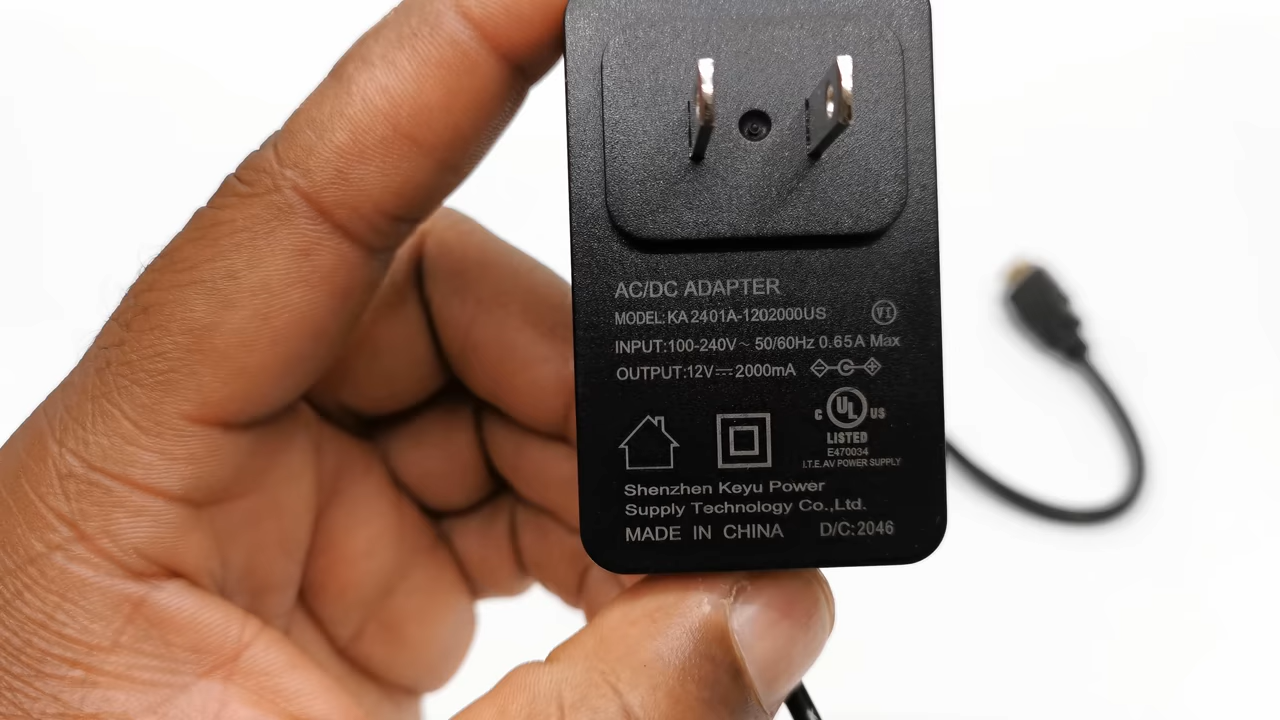 AC/DC ADAPTER
MODEL:KA2401A-1202000US
VI
INPUT:100-240V~ 50/60Hz 0.65A Max
OUTPUT:12V⎓2000mA
C UL US
LISTED
E470034
I.T.E.AV POWER SUPPLY
Shenzhen Keyu Power
Supply Technology Co.,Ltd.
MADE IN CHINA D/C:2046